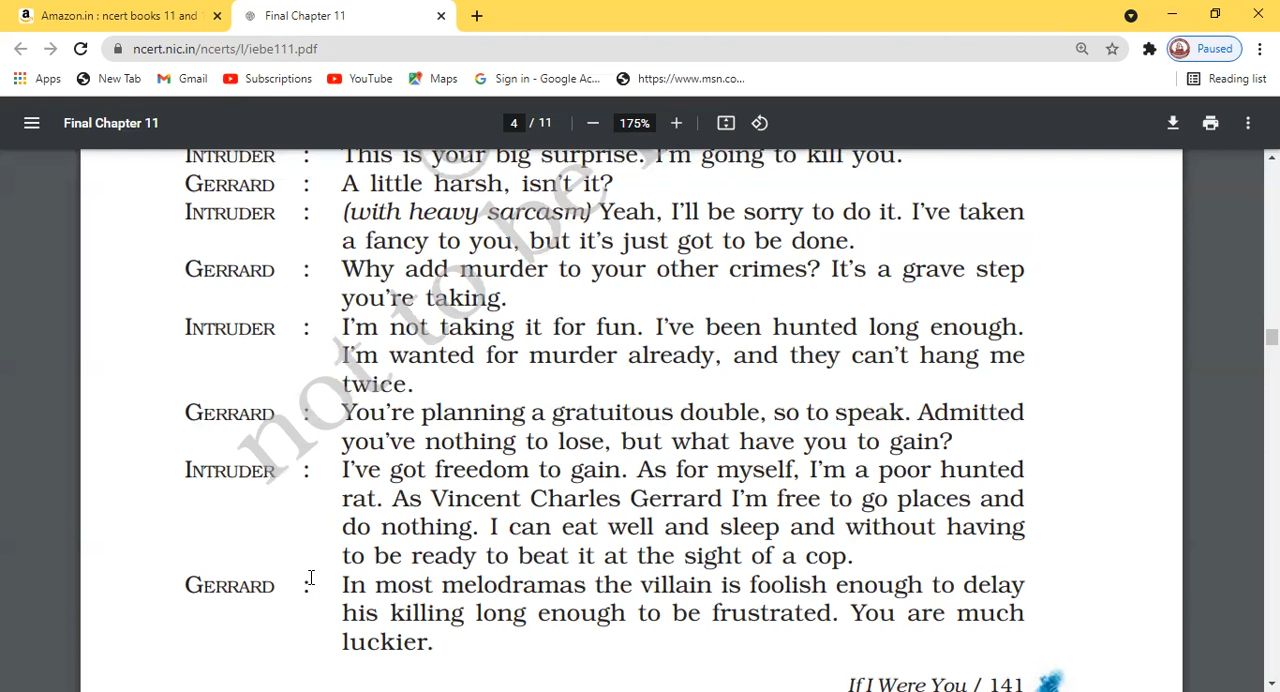 Amazon.in : ncert books 11 and
Final Chapter 11
ncert.nic.in/ncerts/l/iebe111.pdf
Paused
Apps
New Tab
Gmail
Subscriptions
YouTube
Maps
Sign in - Google Ac...
https://www.msn.co...
Reading list
Final Chapter 11
4 / 11
175%
INTRUDER : This is your big surprise. I'm going to kill you.
GERRARD : A little harsh, isn't it?
INTRUDER : (with heavy sarcasm) Yeah, I'll be sorry to do it. I've taken
a fancy to you, but it's just got to be done.
GERRARD : Why add murder to your other crimes? It's a grave step
you're taking.
INTRUDER : I'm not taking it for fun. I've been hunted long enough.
I'm wanted for murder already, and they can't hang me
twice.
GERRARD : You're planning a gratuitous double, so to speak. Admitted
you've nothing to lose, but what have you to gain?
INTRUDER : I've got freedom to gain. As for myself, I'm a poor hunted
rat. As Vincent Charles Gerrard I'm free to go places and
do nothing. I can eat well and sleep and without having
to be ready to beat it at the sight of a cop.
GERRARD : In most melodramas the villain is foolish enough to delay
his killing long enough to be frustrated. You are much
luckier.
If I Were You / 141
not to be